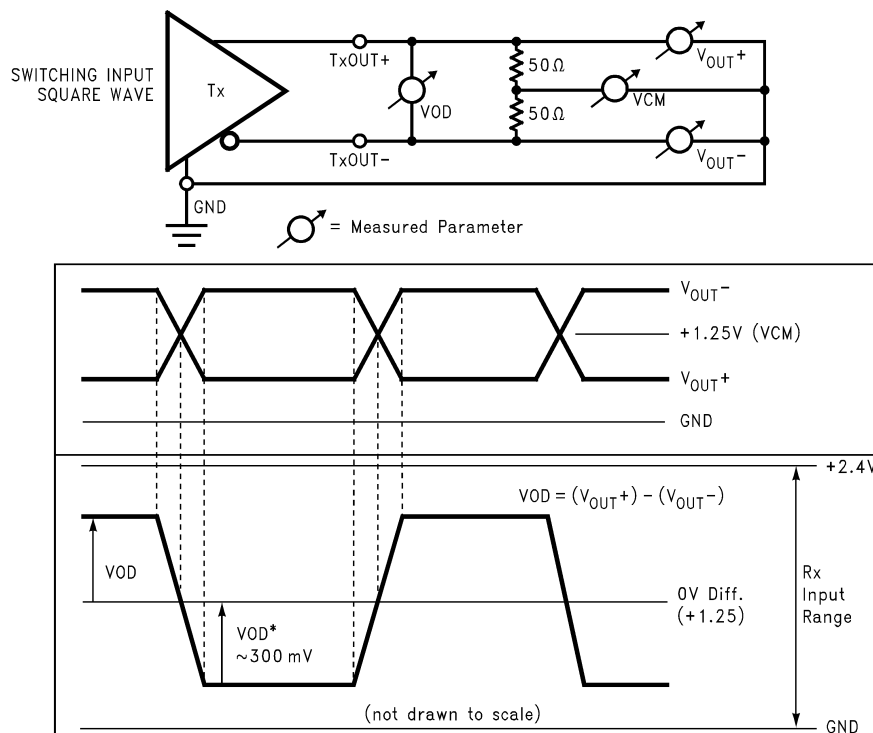 SWITCHING INPUT
SQUARE WAVE
Tx
TxOUT+
TxOUT-
VOD
50Ω
50Ω
VCM
VOUT+
VOUT-
GND
= Measured Parameter
VOUT-
+1.25V (VCM)
VOUT+
GND
+2.4V
VOD = (VOUT+) - (VOUT-)
VOD
VOD*
~300 mV
0V Diff.
(+1.25)
Rx
Input
Range
(not drawn to scale)
GND